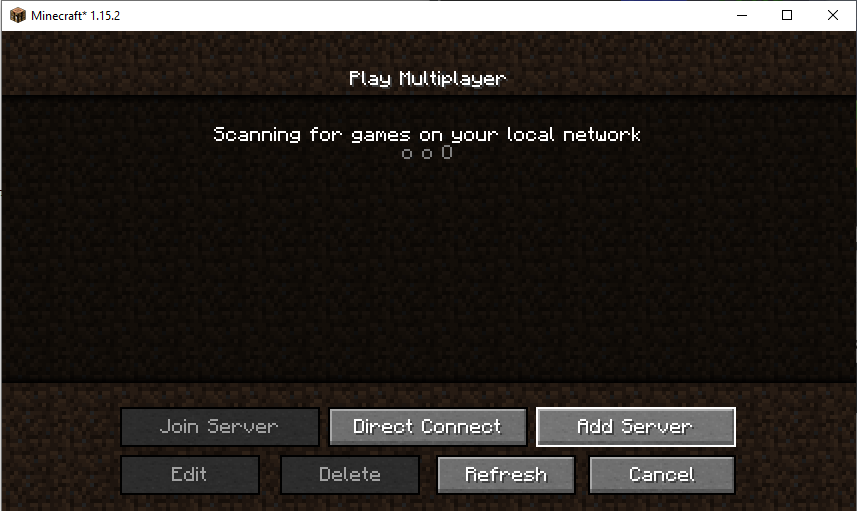 Minecraft* 1.15.2
Play Multiplayer
Scanning for games on your local network
o o O
Join Server
Direct Connect
Add Server
Edit
Delete
Refresh
Cancel